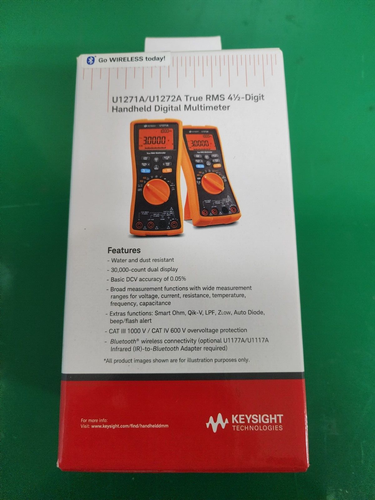 Go WIRELESS today!
U1271A/U1272A True RMS 4½-Digit
Handheld Digital Multimeter
Features
- Water and dust resistant
- 30,000-count dual display
- Basic DCV accuracy of 0.05%
- Broad measurement functions with wide measurement
ranges for voltage, current, resistance, temperature,
frequency, capacitance
- Extras functions: Smart Ohm, Qik-V, LPF, ZLOW, Auto Diode,
beep/flash alert
- CAT III 1000 V / CAT IV 600 V overvoltage protection
- Bluetooth® wireless connectivity (optional U1177A/U1117A
Infrared (IR)-to-Bluetooth Adapter required)
*All product images shown are for illustration purposes only.
For more info
Visit: www.keysight.com/find/handhelddmm
KEYSIGHT
TECHNOLOGIES